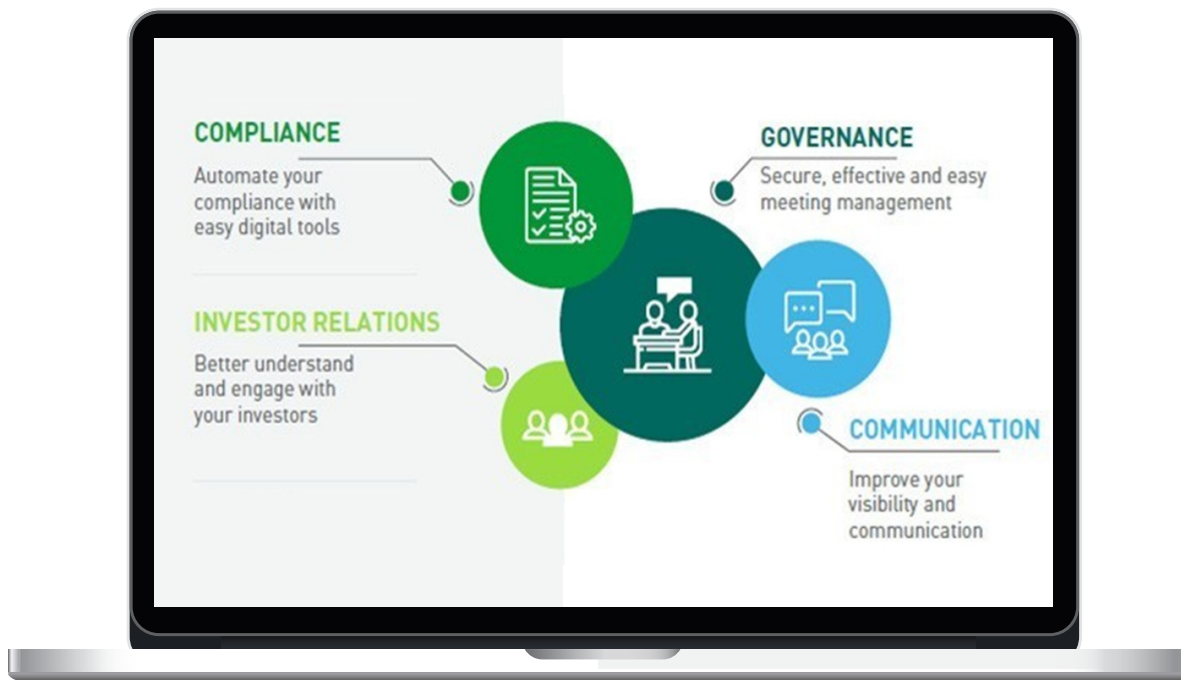 COMPLIANCE
Automate your
compliance with
easy digital tools
INVESTOR RELATIONS
Better understand
and engage with
your investors
GOVERNANCE
Secure, effective and easy
meeting management
COMMUNICATION
Improve your
visibility and
communication